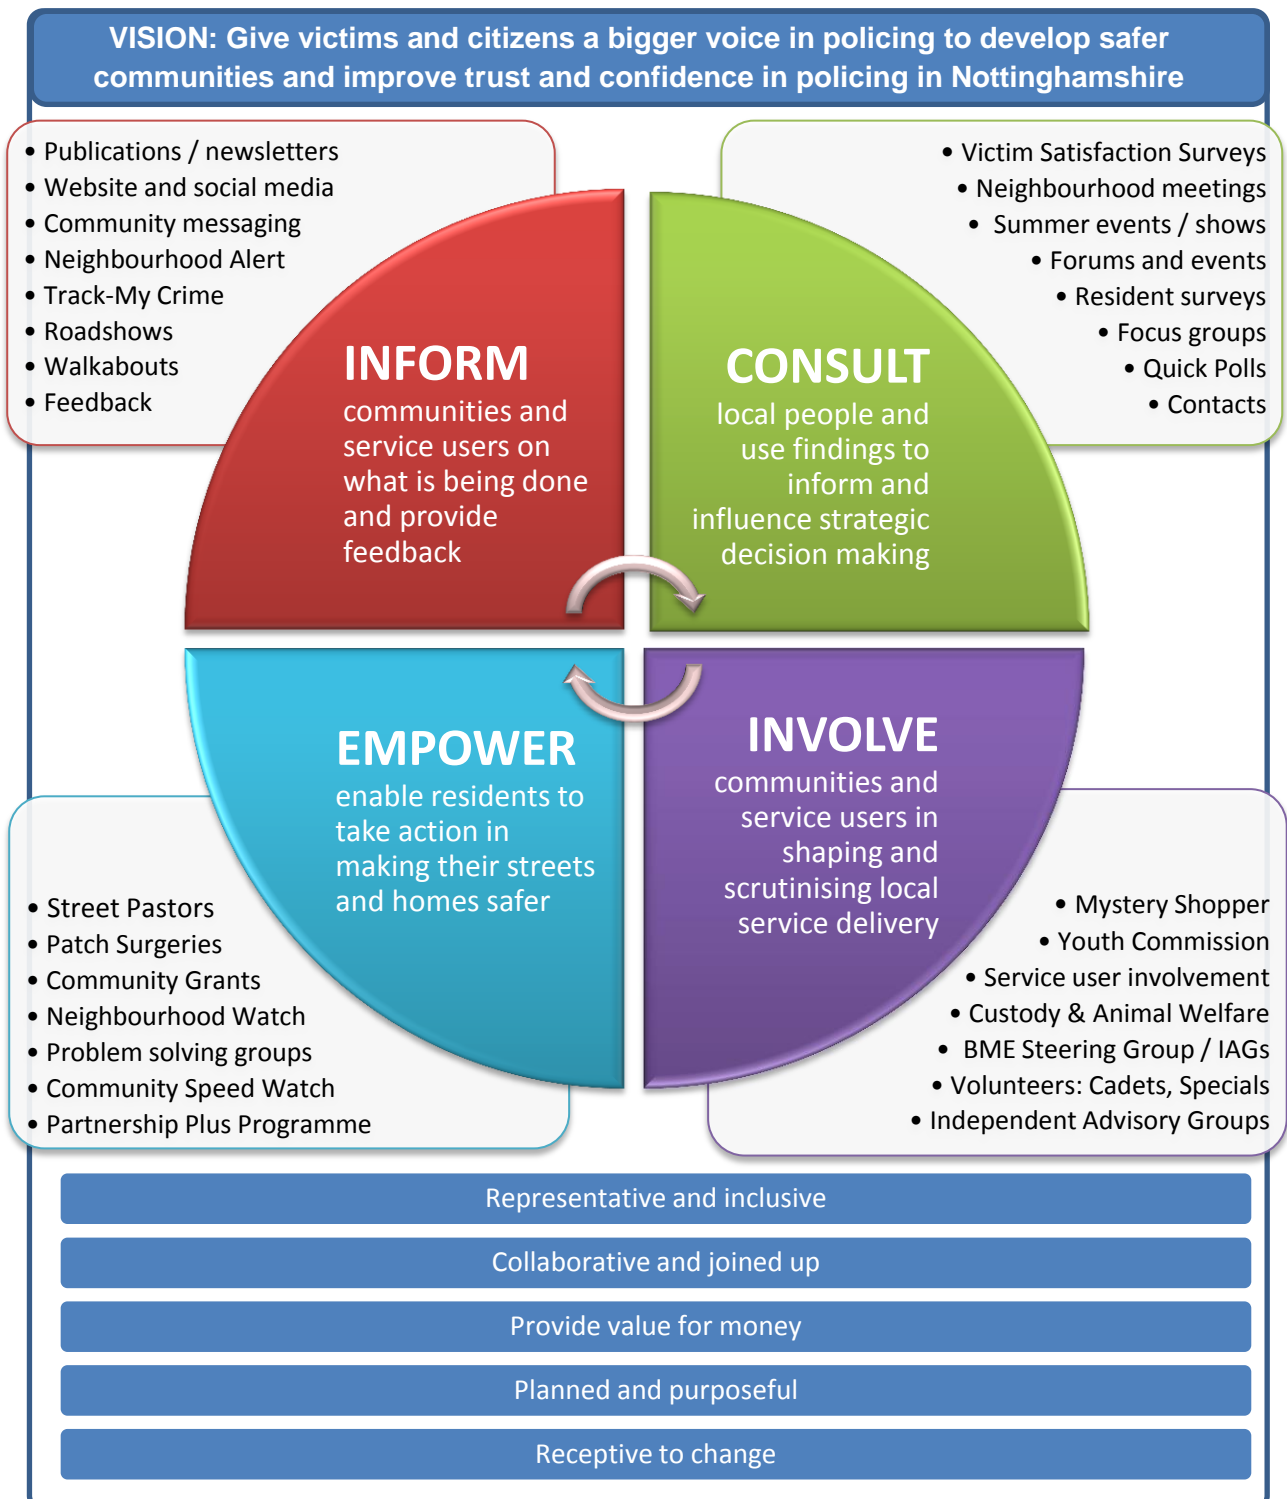 VISION: Give victims and citizens a bigger voice in policing to develop safer
communities and improve trust and confidence in policing in Nottinghamshire
• Publications / newsletters
• Website and social media
• Community messaging
• Neighbourhood Alert
• Track-My Crime
• Roadshows
• Walkabouts
• Feedback
• Victim Satisfaction Surveys
• Neighbourhood meetings
• Summer events / shows
• Forums and events
• Resident surveys
• Focus groups
• Quick Polls
• Contacts
INFORM
communities and
service users on
what is being done
and provide
feedback
CONSULT
local people and
use findings to
inform and
influence strategic
decision making
EMPOWER
enable residents to
take action in
making their streets
and homes safer
INVOLVE
communities and
service users in
shaping and
scrutinising local
service delivery
• Street Pastors
• Patch Surgeries
• Community Grants
• Neighbourhood Watch
• Problem solving groups
• Community Speed Watch
• Partnership Plus Programme
• Mystery Shopper
• Youth Commission
• Service user involvement
• Custody & Animal Welfare
• BME Steering Group / IAGs
• Volunteers: Cadets, Specials
• Independent Advisory Groups
Representative and inclusive
Collaborative and joined up
Provide value for money
Planned and purposeful
Receptive to change